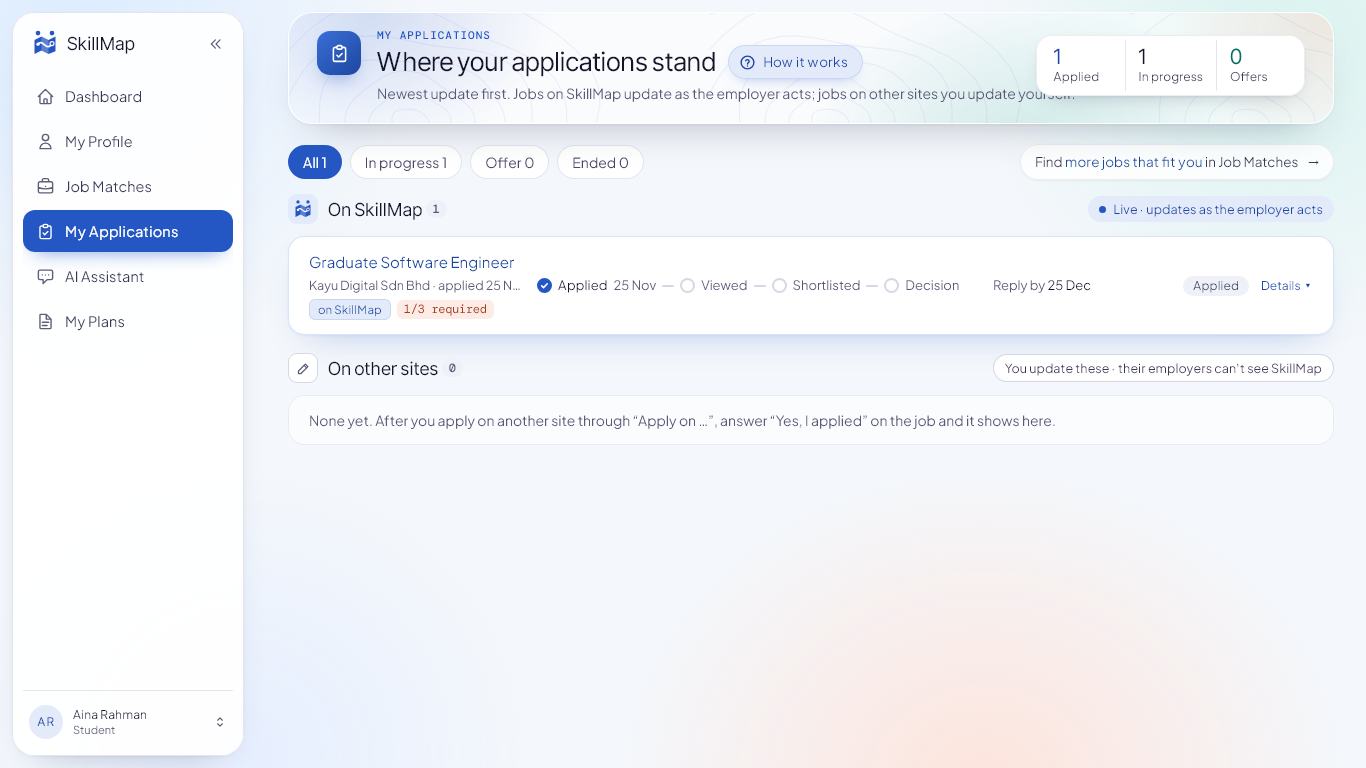 SkillMap
Dashboard
My Profile
Job Matches
My Applications
AI Assistant
My Plans
AR
Aina Rahman
Student
MY APPLICATIONS
Where your applications stand
How it works
Newest update first. Jobs on SkillMap update as the employer acts; jobs on other sites you update yourself.
1
Applied
1
In progress
0
Offers
All 1
In progress 1
Offer 0
Ended 0
Find more jobs that fit you in Job Matches →
On SkillMap 1
Live · updates as the employer acts
Graduate Software Engineer
Kayu Digital Sdn Bhd · applied 25 N…
Applied 25 Nov — Viewed — Shortlisted — Decision
Reply by 25 Dec
Applied
Details ▾
on SkillMap
1/3 required
On other sites 0
You update these · their employers can't see SkillMap
None yet. After you apply on another site through “Apply on …”, answer “Yes, I applied” on the job and it shows here.